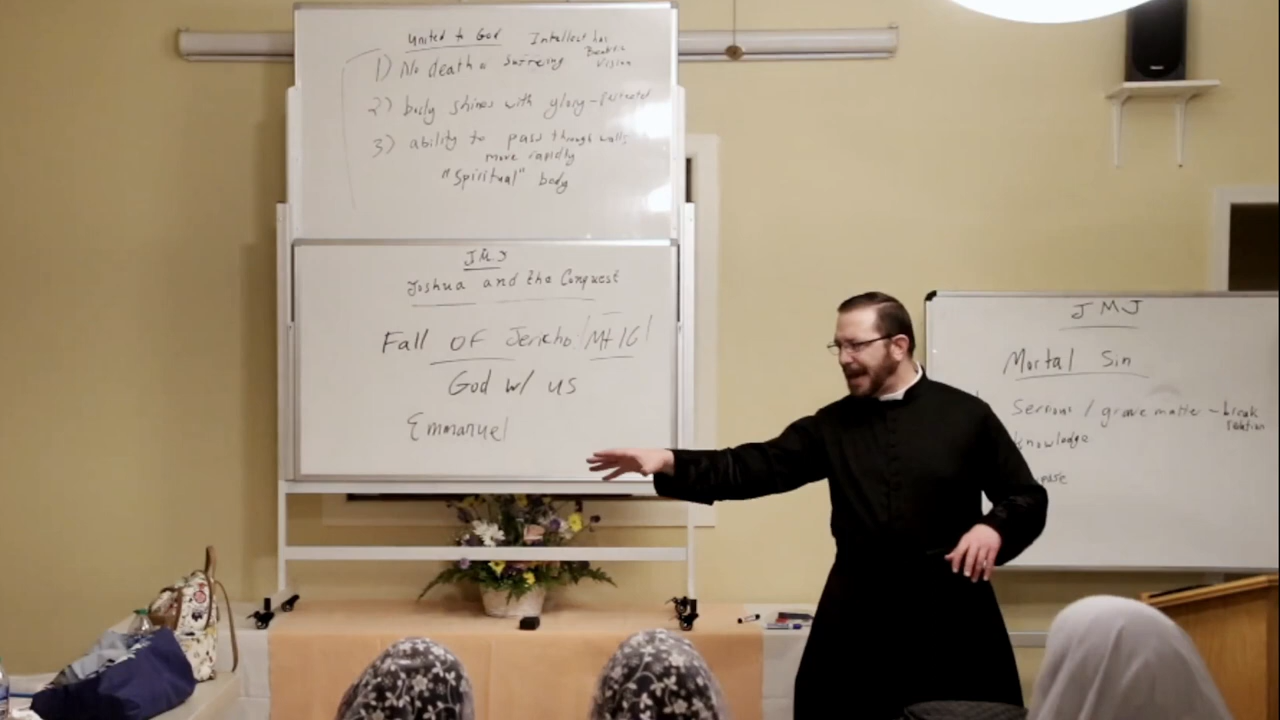 United to God Intellect has
Beatific
Vision
1) No death or suffering
2) body shines with glory -
3) ability to pass through walls,
move rapidly
"Spiritual" body
JMJ
Joshua and the Conquest
Fall OF Jericho
God w/ us
Emmanuel
JMJ
Mortal Sin
Serious / grave matter - break
relation
knowledge